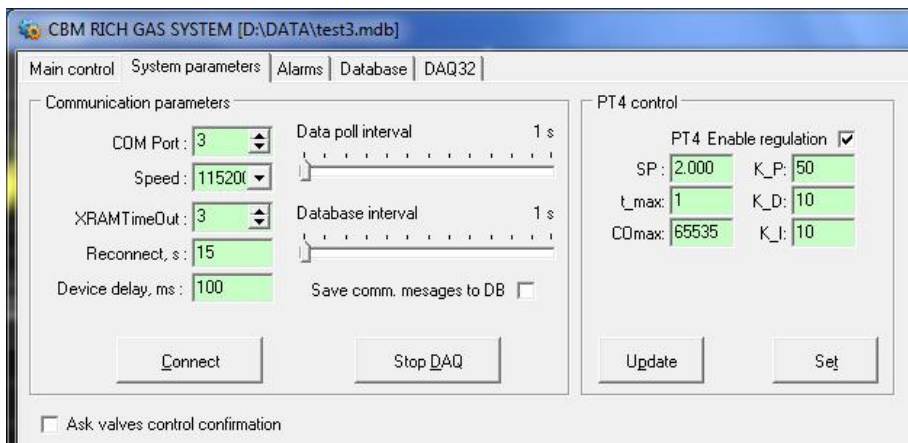 CBM RICH GAS SYSTEM [D:\DATA\test3.mdb]
Main control System parameters Alarms Database DAQ32
Communication parameters
COM Port : 3
Speed : 11520
XRAMTimeOut : 3
Reconnect, s : 15
Device delay, ms : 100
Data poll interval 1 s
Database interval 1 s
Save comm. mesages to DB
Connect
Stop DAQ
PT4 control
PT4 Enable regulation
SP : 2.000 K_P: 50
t_max: 1 K_D: 10
COmax: 65535 K_I: 10
Update
Set
Ask valves control confirmation